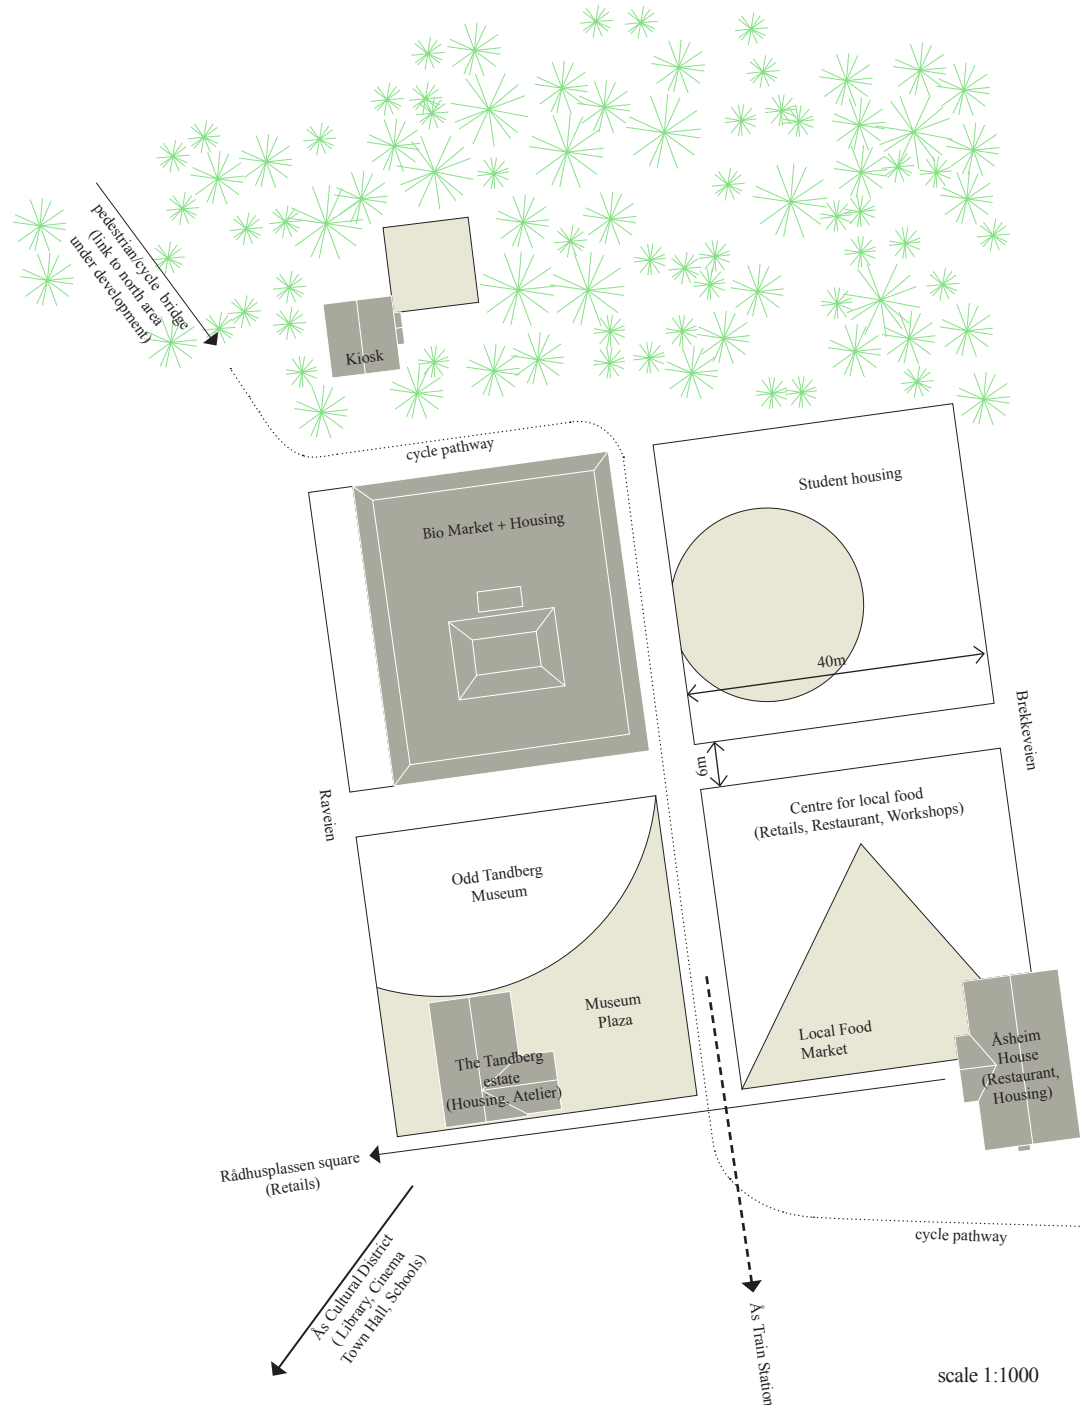 pedestrian/cycle bridge
(link to north area
under development)
Kiosk
cycle pathway
Student housing
Bio Market + Housing
40m
Brekkeveien
6m
Raveien
Centre for local food
(Retails, Restaurant, Workshops)
Odd Tandberg
Museum
Museum
Plaza
Local Food
Market
Åsheim
House
(Restaurant,
Housing)
The Tandberg
estate
(Housing, Atelier)
Rådhusplassen square
(Retails)
cycle pathway
Ås Cultural District
( Library, Cinema
Town Hall, Schools)
Ås Train Station
scale 1:1000